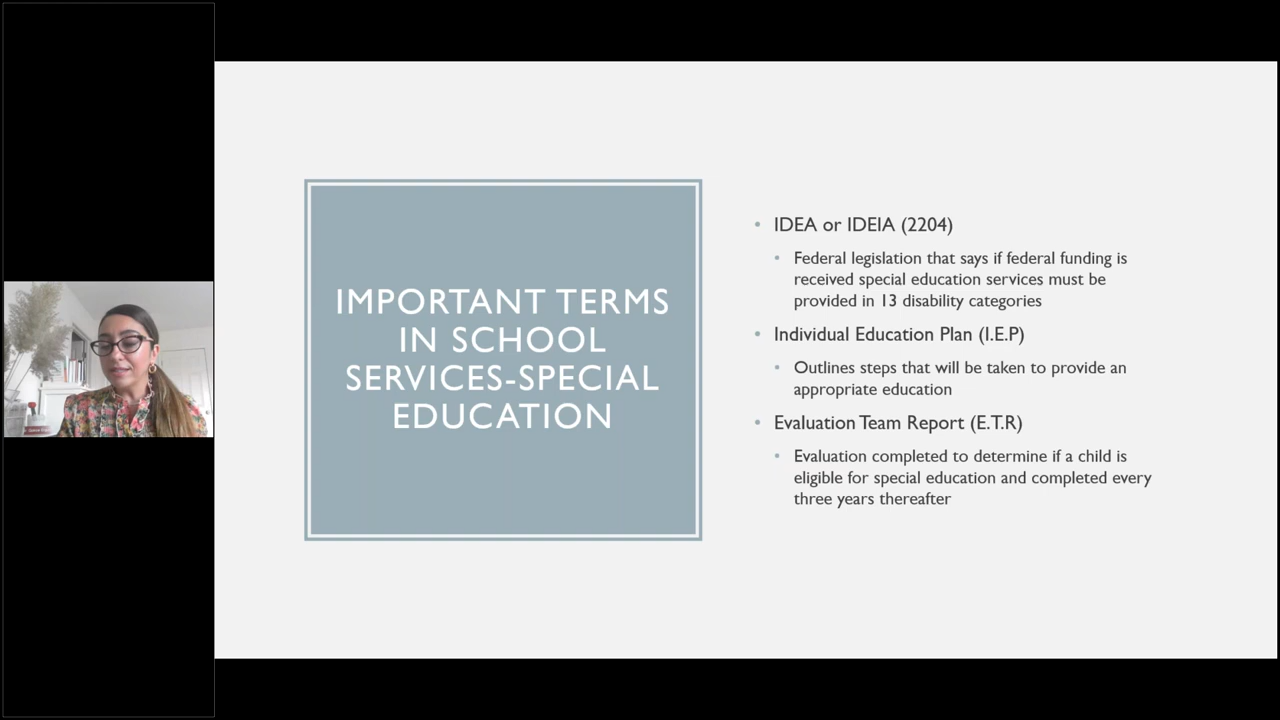 IMPORTANT TERMS
IN SCHOOL
SERVICES-SPECIAL
EDUCATION
• IDEA or IDEIA (2204)
• Federal legislation that says if federal funding is
received special education services must be
provided in 13 disability categories
• Individual Education Plan (I.E.P)
• Outlines steps that will be taken to provide an
appropriate education
• Evaluation Team Report (E.T.R)
• Evaluation completed to determine if a child is
eligible for special education and completed every
three years thereafter